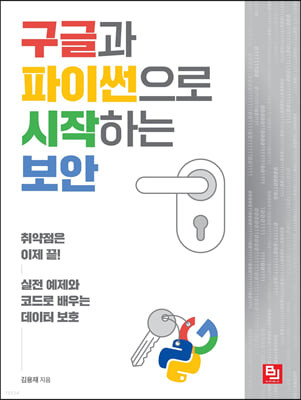 구글과
파이썬으로
시작하는
보안
취약점은
이제 끝!
실전 예제와
코드로 배우는
데이터 보호
김용재 지음
BJ